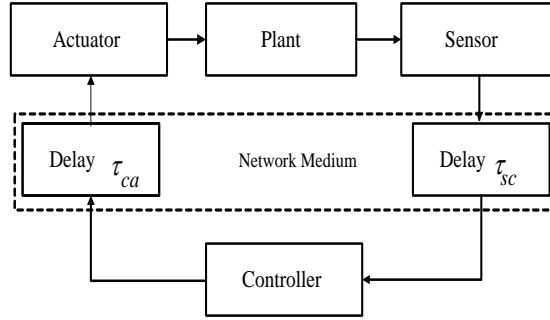 Actuator
Plant
Sensor
Delay τca
Network Medium
Delay τsc
Controller